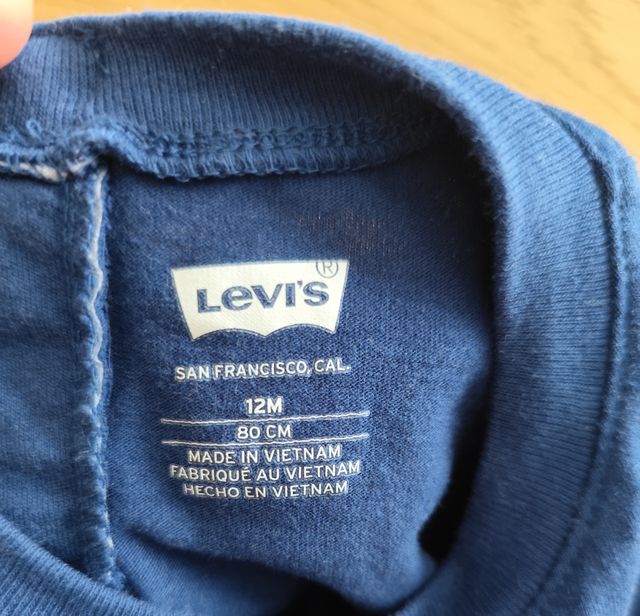 Levi's ®
SAN FRANCISCO, CAL.
12M
80 CM
MADE IN VIETNAM
FABRIQUÉ AU VIETNAM
HECHO EN VIETNAM